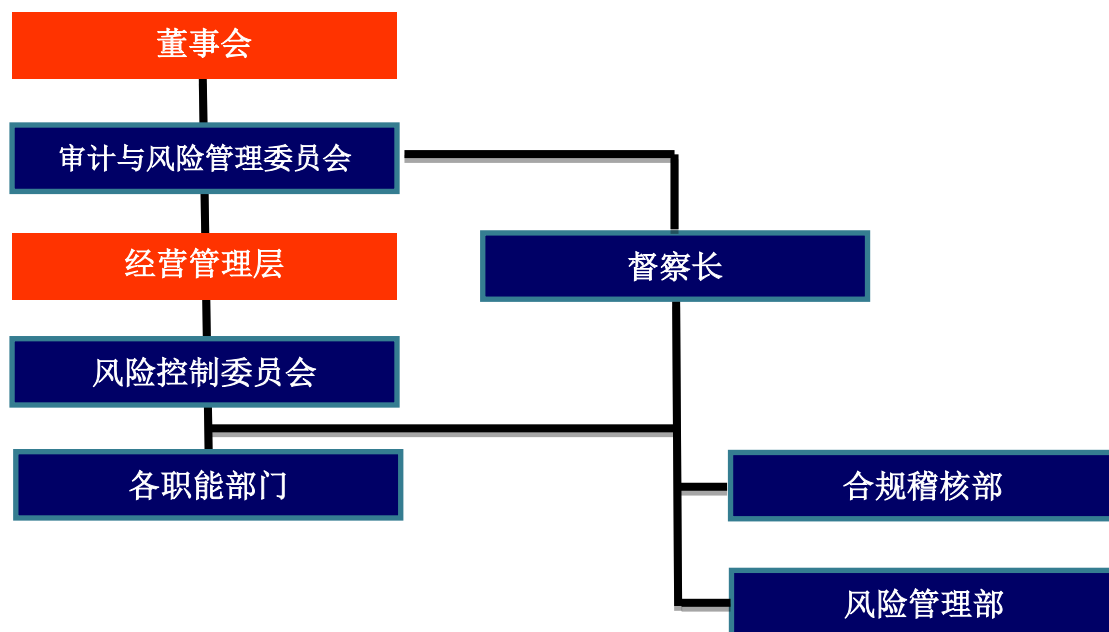 董事会
审计与风险管理委员会
经营管理层
督察长
风险控制委员会
各职能部门
合规稽核部
风险管理部